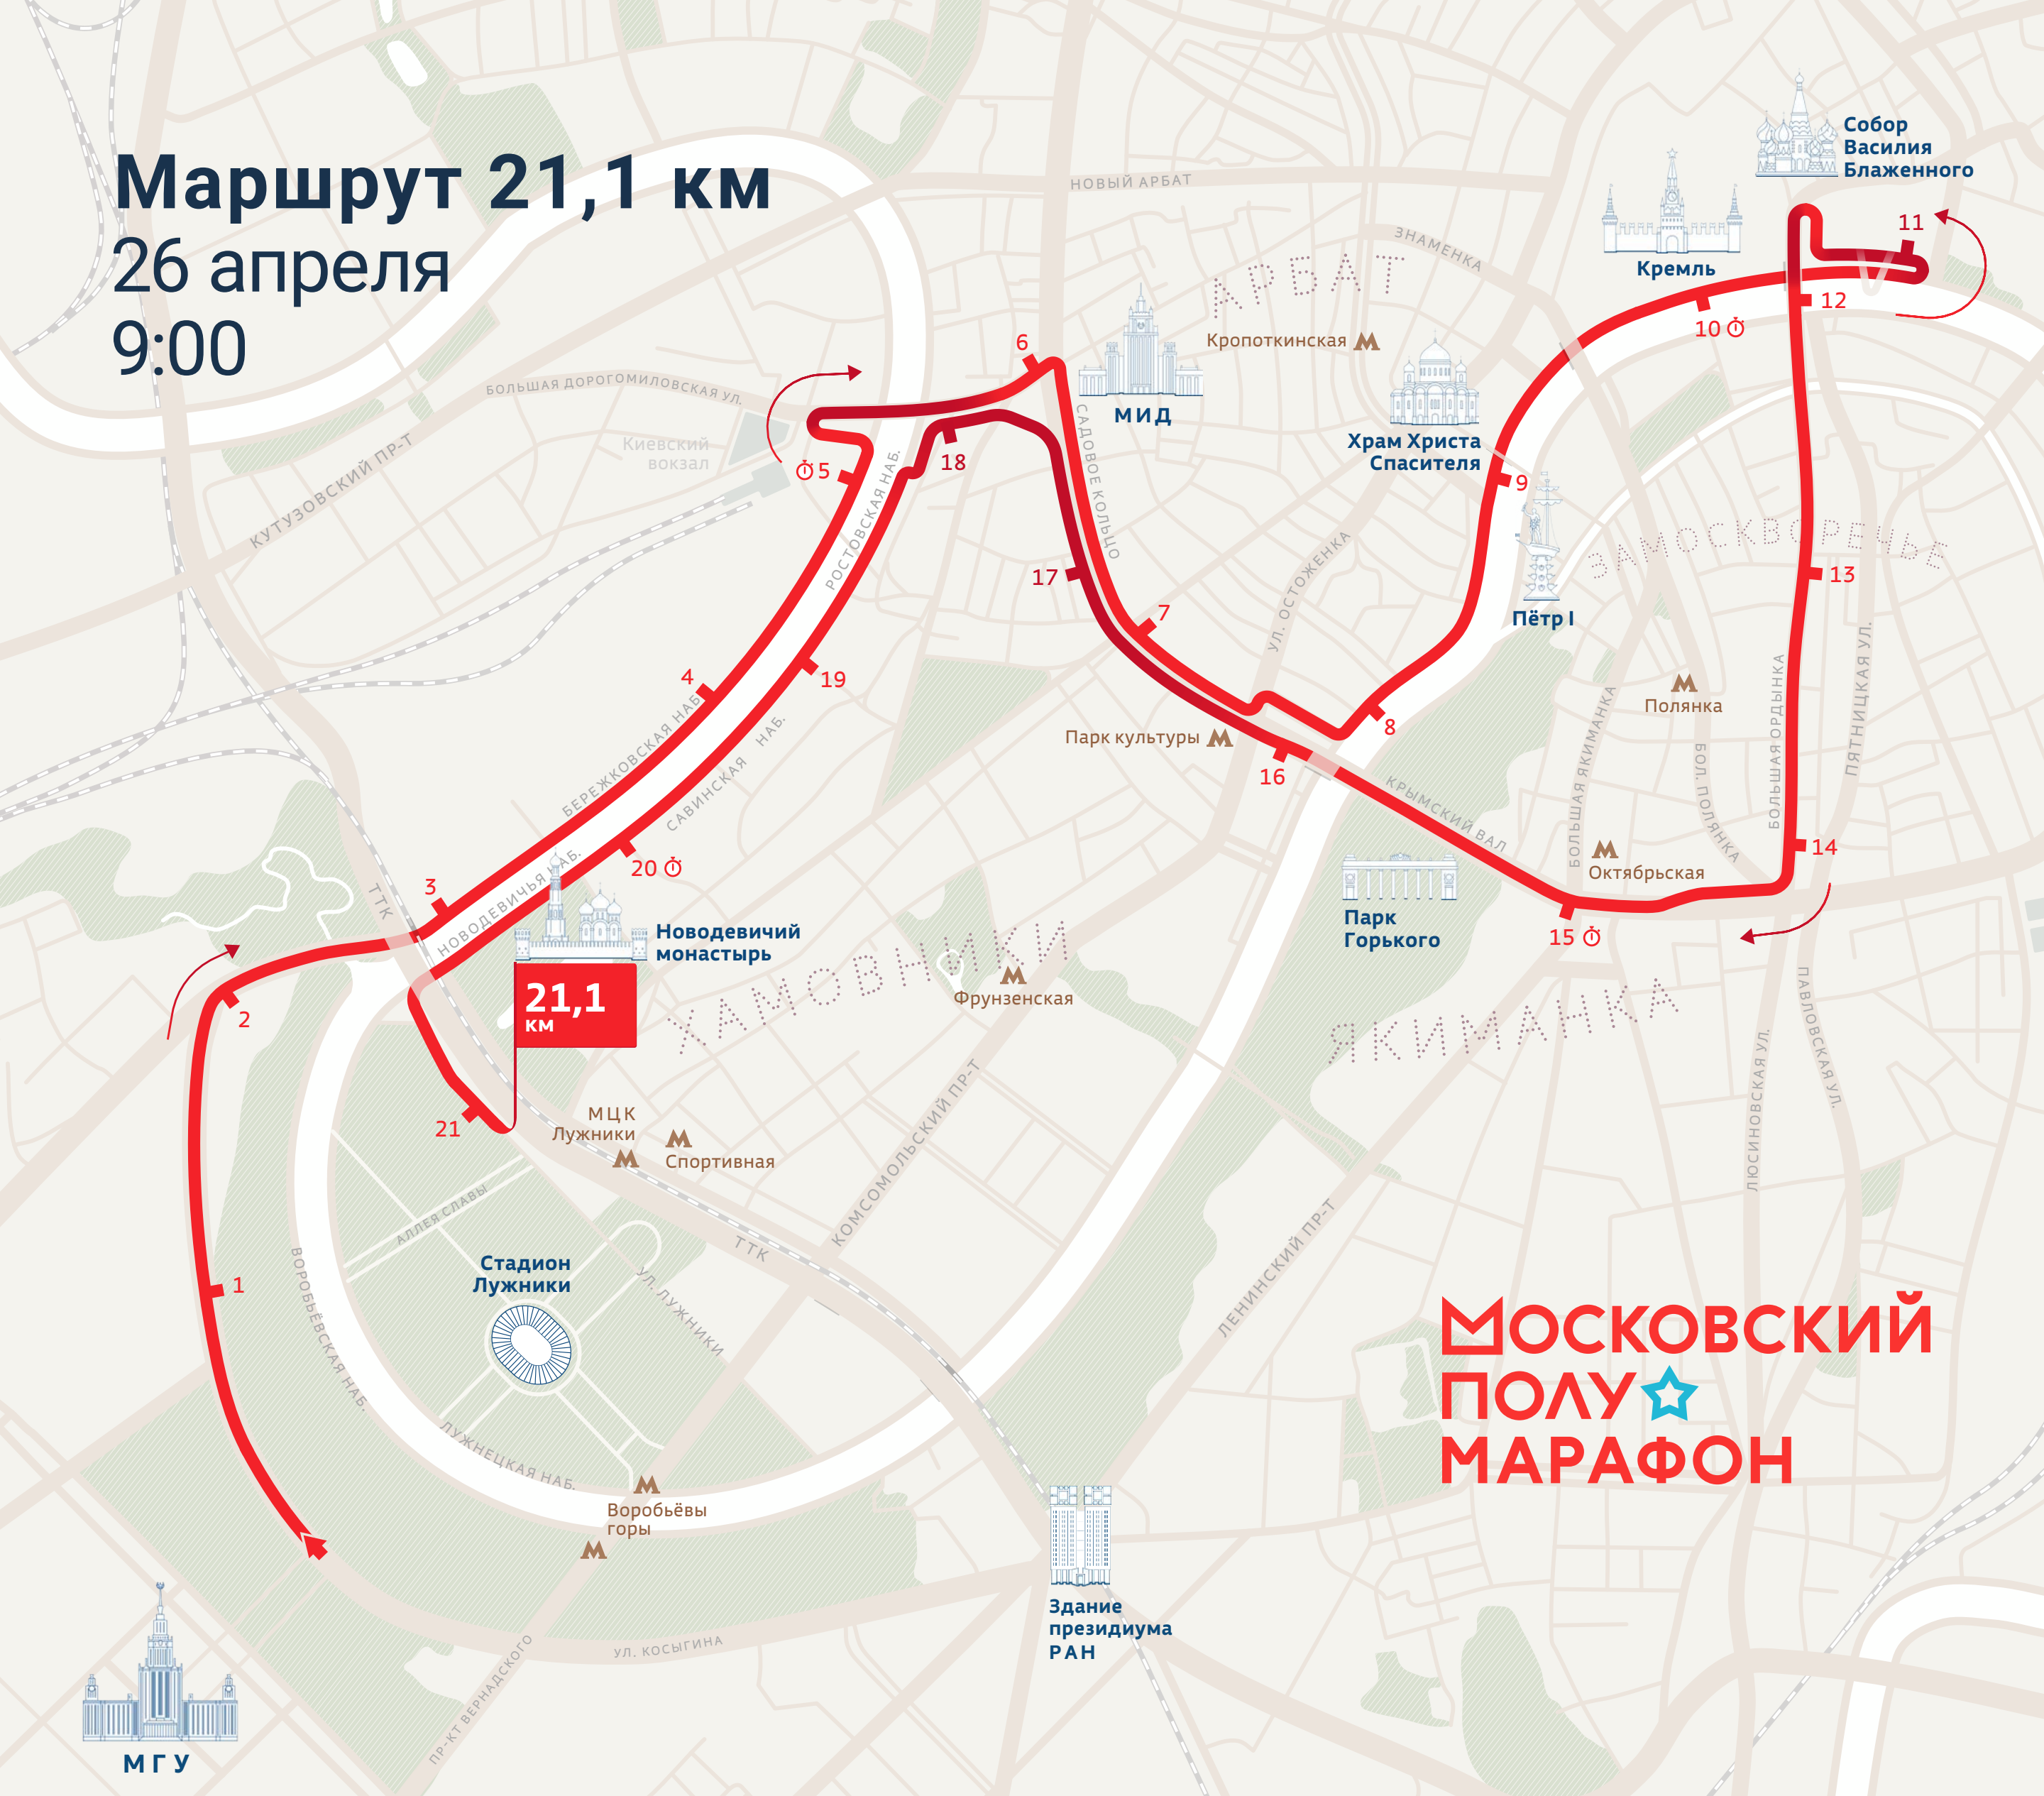 Маршрут 21,1 км
26 апреля
9:00
Собор
Василия
Блаженного
Кремль
11
12
10
НОВЫЙ АРБАТ
ЗНАМЕНКА
АРБАТ
Кропоткинская
МИД
Храм Христа
Спасителя
9
Пётр I
ЗАМОСКВОРЕЧЬЕ
13
БОЛЬШАЯ ДОРОГОМИЛОВСКАЯ УЛ.
Киевский
вокзал
КУТУЗОВСКИЙ ПР-Т
6
5
18
САДОВОЕ КОЛЬЦО
РОСТОВСКАЯ НАБ.
17
7
УЛ. ОСТОЖЕНКА
4
19
БЕРЕЖКОВСКАЯ НАБ.
САВИНСКАЯ НАБ.
Парк культуры
8
16
КРЫМСКИЙ ВАЛ
Полянка
БОЛЬШАЯ ЯКИМАНКА
БОЛ. ПОЛЯНКА
БОЛЬШАЯ ОРДЫНКА
ПЯТНИЦКАЯ УЛ.
14
Октябрьская
15
Парк
Горького
20
3
ТТК
НОВОДЕВИЧЬЯ НАБ.
Новодевичий
монастырь
21,1
км
2
21
ХАМОВНИКИ
Фрунзенская
ЯКИМАНКА
ПАВЛОВСКАЯ УЛ.
ЛЮСИНОВСКАЯ УЛ.
МЦК
Лужники
Спортивная
КОМСОМОЛЬСКИЙ ПР-Т
АЛЛЕЯ СЛАВЫ
ТТК
Стадион
Лужники
УЛ. ЛУЖНИКИ
ЛЕНИНСКИЙ ПР-Т
1
ВОРОБЬЁВСКАЯ НАБ.
ЛУЖНЕЦКАЯ НАБ.
Воробьёвы
горы
МОСКОВСКИЙ
ПОЛУ
МАРАФОН
Здание
президиума
РАН
УЛ. КОСЫГИНА
ПР-КТ ВЕРНАДСКОГО
МГУ